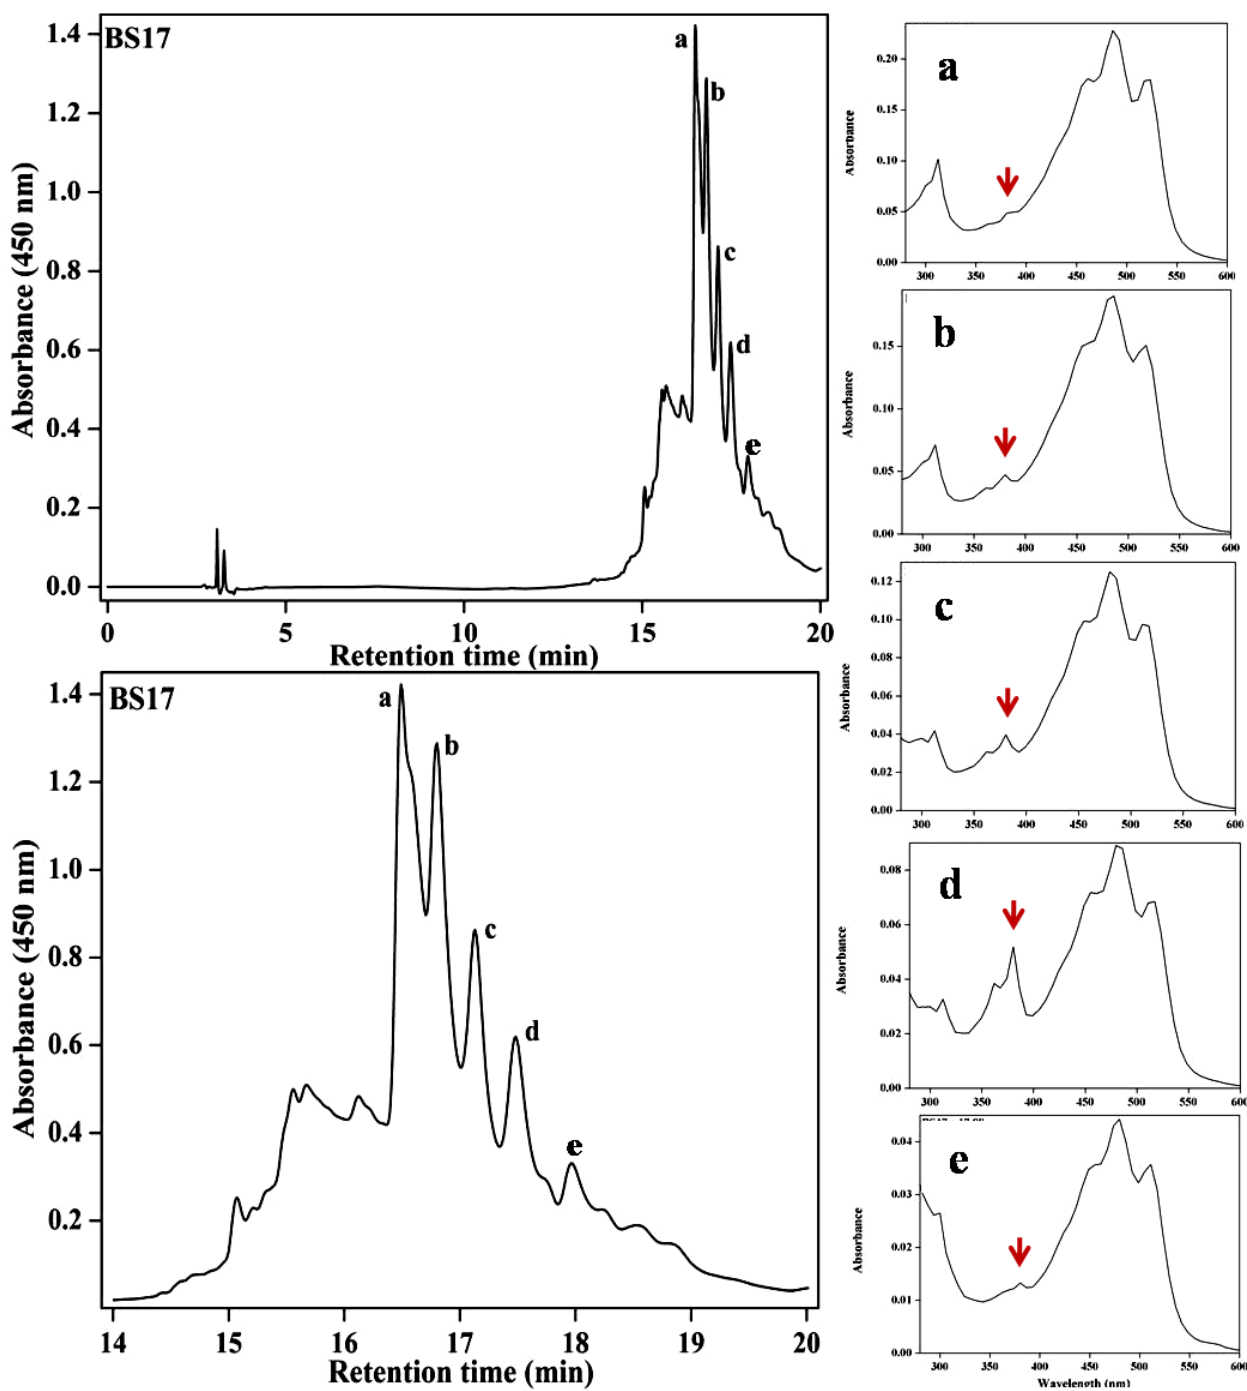 BS17
a
b
c
d
e
1.4
1.2
1.0
0.8
0.6
0.4
0.2
0.0
Absorbance (450 nm)
0 5 10 15 20
Retention time (min)
BS17
a
b
c
d
e
1.4
1.2
1.0
0.8
0.6
0.4
0.2
Absorbance (450 nm)
14 15 16 17 18 19 20
Retention time (min)
a
0.20
0.15
0.10
0.05
0.00
Absorbance
300 350 400 450 500 550 600
b
0.15
0.10
0.05
0.00
Absorbance
300 350 400 450 500 550 600
c
0.12
0.10
0.08
0.06
0.04
0.02
0.00
Absorbance
300 350 400 450 500 550 600
d
0.08
0.06
0.04
0.02
0.00
Absorbance
300 350 400 450 500 550 600
e
0.04
0.03
0.02
0.01
0.00
Absorbance
300 350 400 450 500 550 600
Wavelength (nm)